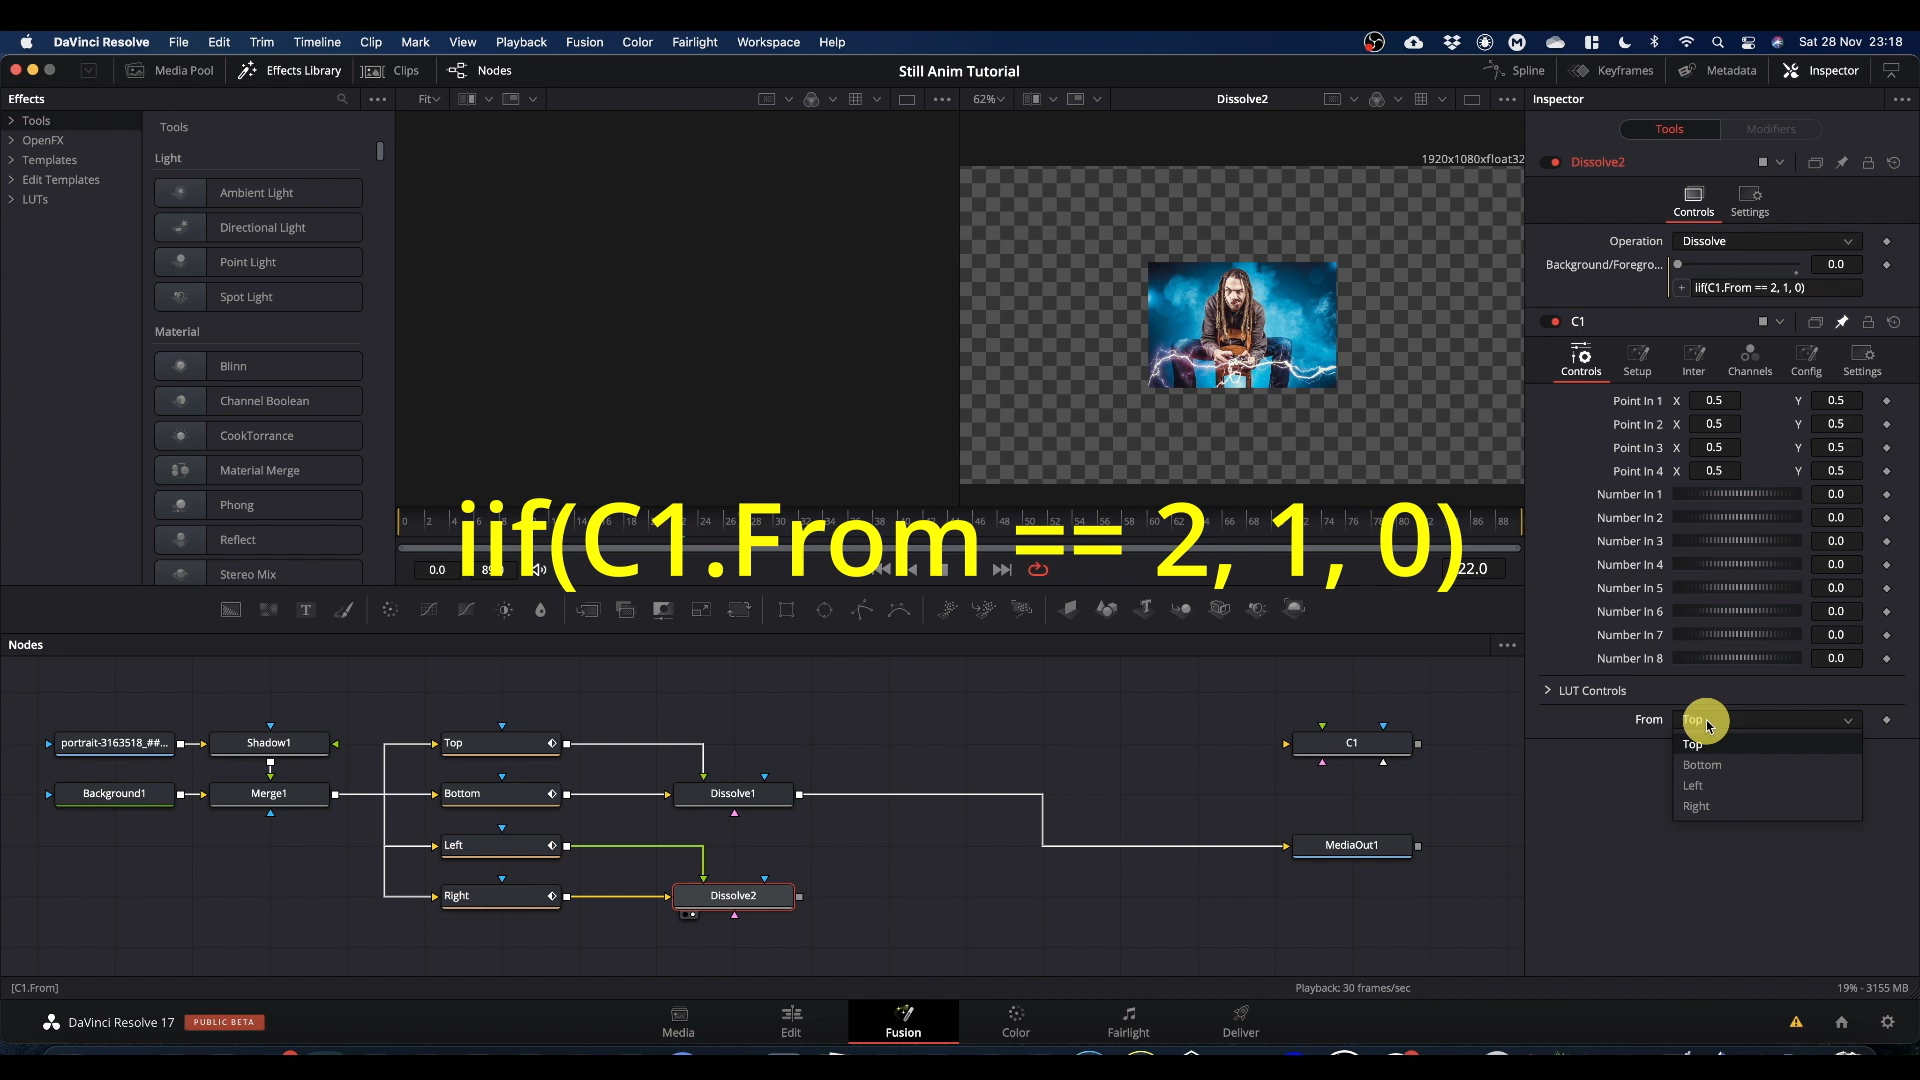 DaVinci Resolve File Edit Trim Timeline Clip Mark View Playback Fusion Color Fairlight Workspace Help
Sat 28 Nov 23:18
Media Pool Effects Library Clips Nodes
Still Anim Tutorial
Spline Keyframes Metadata Inspector
Effects
Fit
62%
Dissolve2
Inspector
Tools
OpenFX
Templates
Edit Templates
LUTs
Tools
Light
Ambient Light
Directional Light
Point Light
Spot Light
Material
Blinn
Channel Boolean
CookTorrance
Material Merge
Phong
Reflect
Stereo Mix
1920x1080xfloat32
Tools Modifiers
Dissolve2
Controls Settings
Operation Dissolve
Background/Foregro... 0.0
iif(C1.From == 2, 1, 0)
C1
Controls Setup Inter Channels Config Settings
Point In 1 X 0.5 Y 0.5
Point In 2 X 0.5 Y 0.5
Point In 3 X 0.5 Y 0.5
Point In 4 X 0.5 Y 0.5
Number In 1 0.0
Number In 2 0.0
Number In 3 0.0
Number In 4 0.0
Number In 5 0.0
Number In 6 0.0
Number In 7 0.0
Number In 8 0.0
LUT Controls
From Top
Top
Bottom
Left
Right
iif(C1.From == 2, 1, 0)
0.0
22.0
Nodes
portrait-3163518_##... Shadow1 Top C1
Background1 Merge1 Bottom Dissolve1
Left MediaOut1
Right Dissolve2
[C1.From]
Playback: 30 frames/sec
19% - 3155 MB
DaVinci Resolve 17 PUBLIC BETA
Media Edit Fusion Color Fairlight Deliver